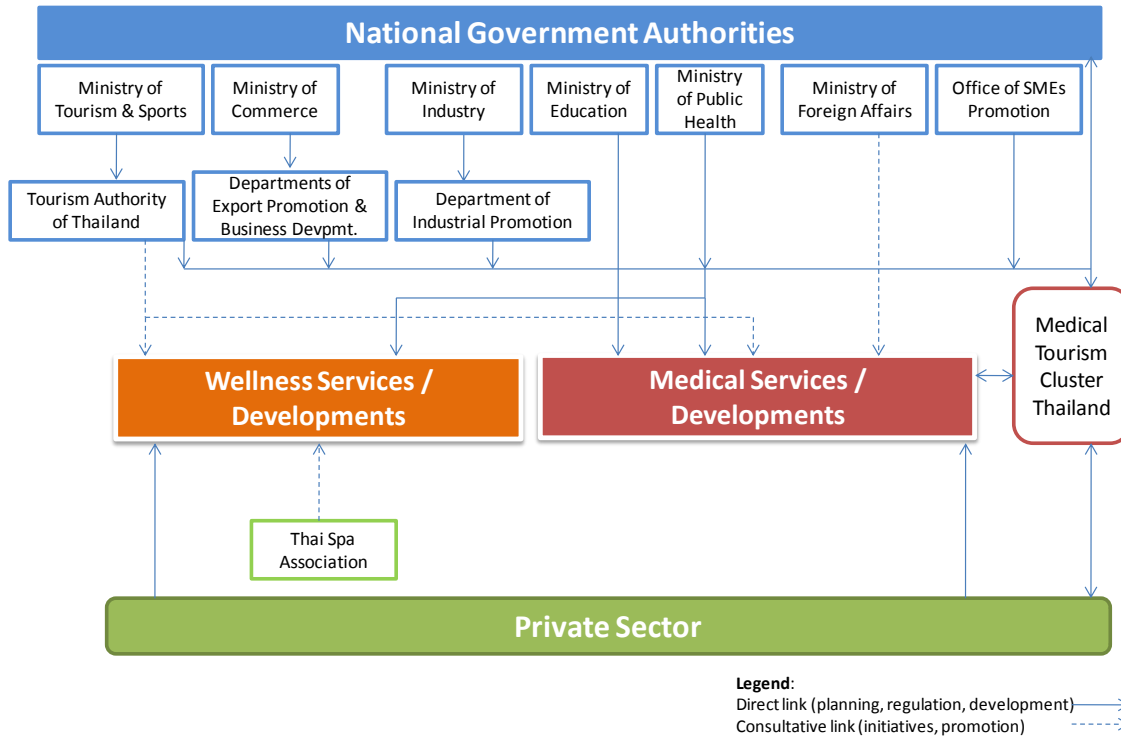 National Government Authorities
Ministry of
Tourism & Sports
Ministry of
Commerce
Ministry of
Industry
Ministry of
Education
Ministry
of Public
Health
Ministry of
Foreign Affairs
Office of SMEs
Promotion
Tourism Authority
of Thailand
Departments of
Export Promotion &
Business Devpmt.
Department of
Industrial Promotion
Wellness Services /
Developments
Medical Services /
Developments
Medical
Tourism
Cluster
Thailand
Thai Spa
Association
Private Sector
Legend:
Direct link (planning, regulation, development)
Consultative link (initiatives, promotion)